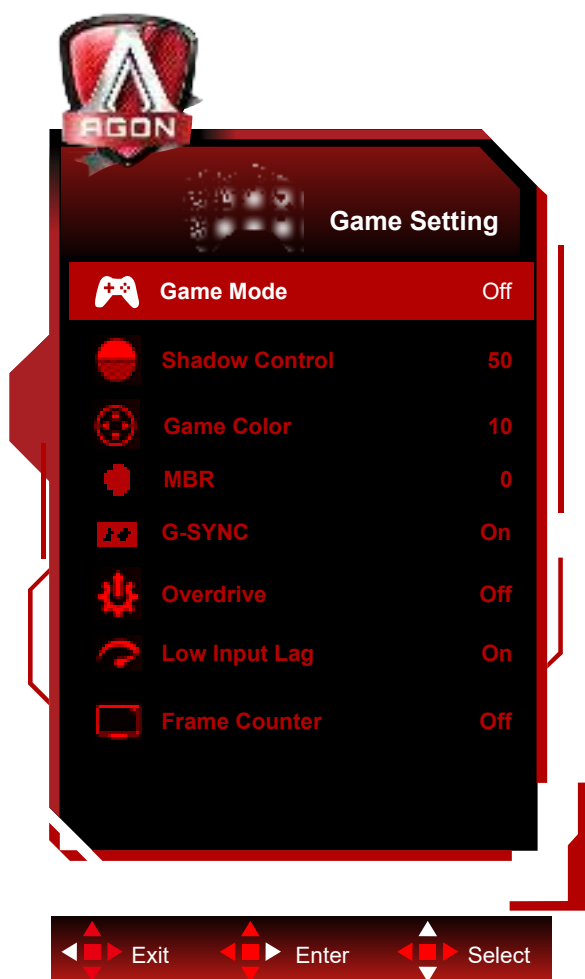 AGON
Game Setting
Game Mode Off
Shadow Control 50
Game Color 10
MBR 0
G-SYNC On
Overdrive Off
Low Input Lag On
Frame Counter Off
Exit Enter Select